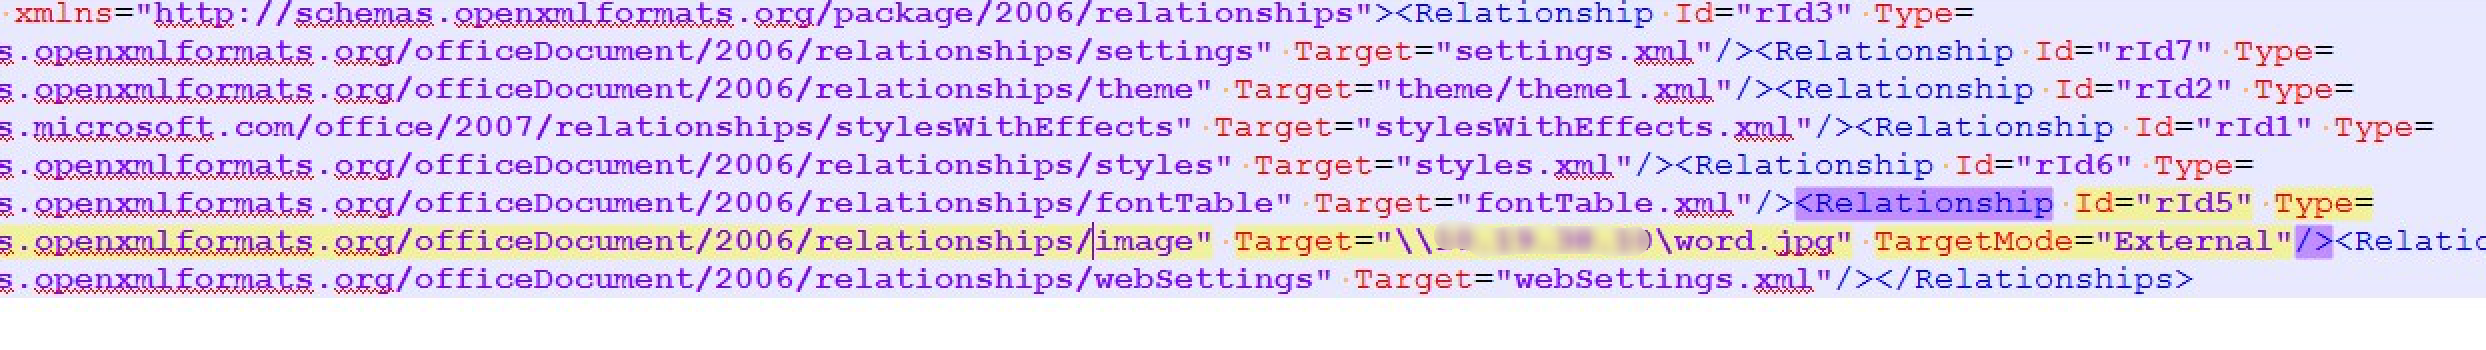 xmlns="http://schemas.openxmlformats.org/package/2006/relationships"><Relationship Id="rId3" Type=
s.openxmlformats.org/officeDocument/2006/relationships/settings" Target="settings.xml"/><Relationship Id="rId7" Type=
s.openxmlformats.org/officeDocument/2006/relationships/theme" Target="theme/theme1.xml"/><Relationship Id="rId2" Type=
s.microsoft.com/office/2007/relationships/stylesWithEffects" Target="stylesWithEffects.xml"/><Relationship Id="rId1" Type=
s.openxmlformats.org/officeDocument/2006/relationships/styles" Target="styles.xml"/><Relationship Id="rId6" Type=
s.openxmlformats.org/officeDocument/2006/relationships/fontTable" Target="fontTable.xml"/><Relationship Id="rId5" Type=
s.openxmlformats.org/officeDocument/2006/relationships/image" Target="\\ \word.jpg" TargetMode="External"/><Relatio
s.openxmlformats.org/officeDocument/2006/relationships/webSettings" Target="webSettings.xml"/></Relationships>